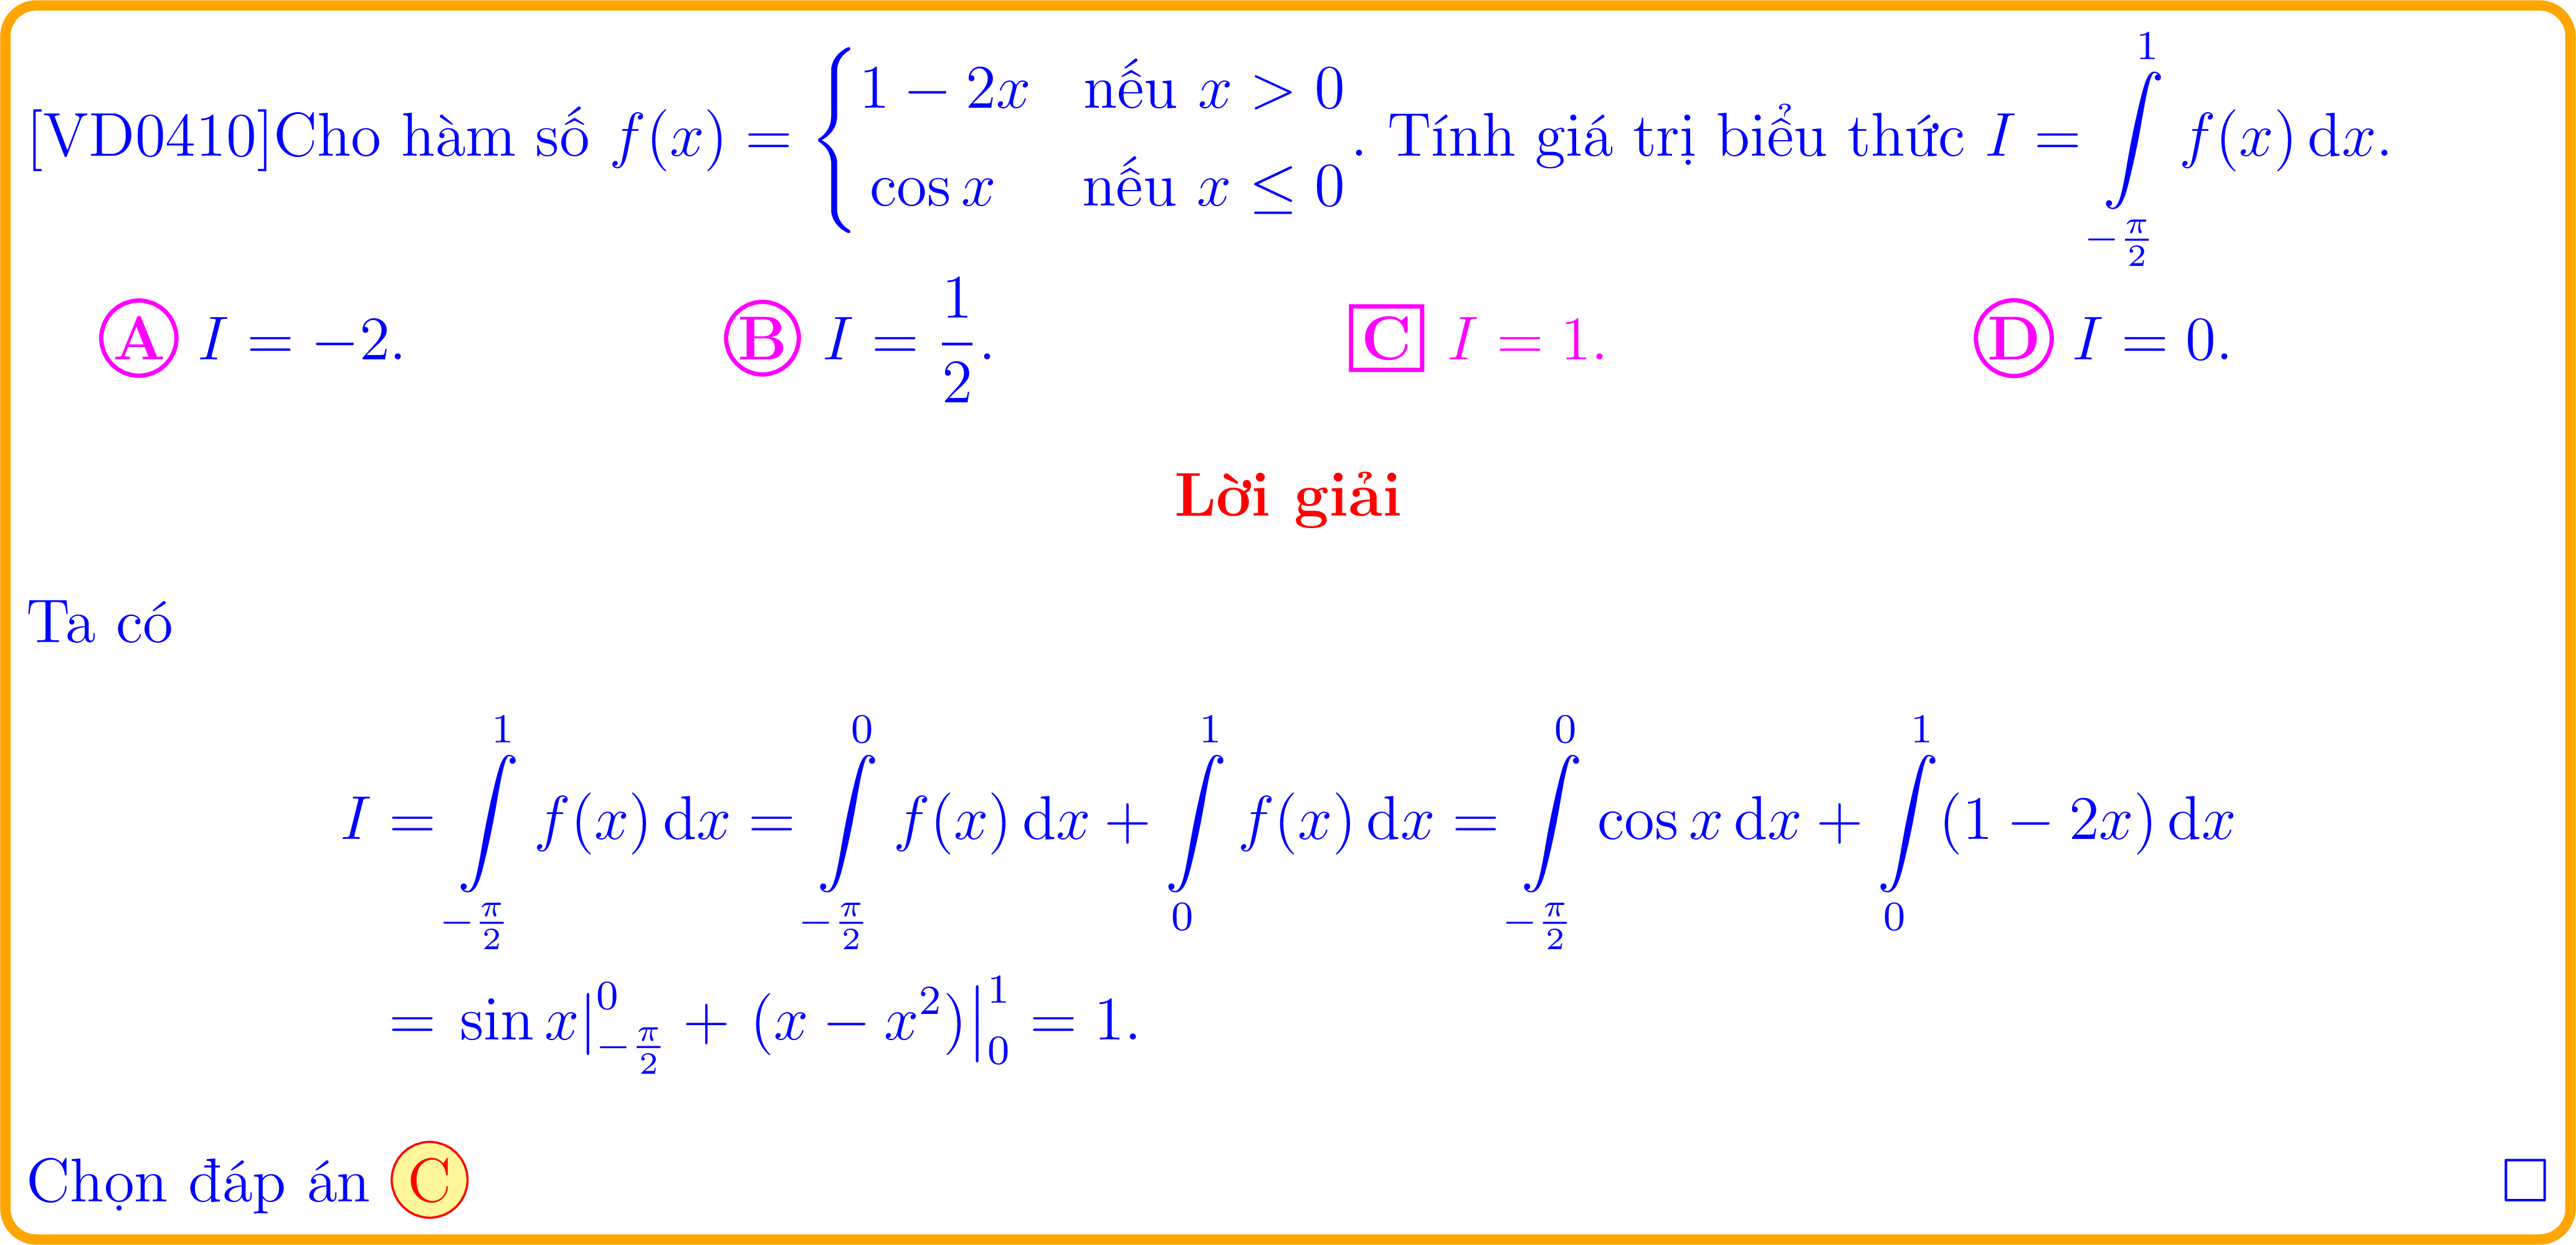 [VD0410]Cho hàm số $f(x) = \begin{cases} 1 - 2x & \text{nếu } x > 0 \\ \cos x & \text{nếu } x \leq 0 \end{cases}$. Tính giá trị biểu thức $I = \int\limits_{-\frac{\pi}{2}}^{1} f(x)\,\mathrm{d}x$.
A $I = -2$. B $I = \dfrac{1}{2}$. C $I = 1$. D $I = 0$.
Lời giải
Ta có
$I = \int\limits_{-\frac{\pi}{2}}^{1} f(x)\,\mathrm{d}x = \int\limits_{-\frac{\pi}{2}}^{0} f(x)\,\mathrm{d}x + \int\limits_{0}^{1} f(x)\,\mathrm{d}x = \int\limits_{-\frac{\pi}{2}}^{0} \cos x\,\mathrm{d}x + \int\limits_{0}^{1} (1 - 2x)\,\mathrm{d}x$
$= \sin x\big|_{-\frac{\pi}{2}}^{0} + (x - x^2)\big|_{0}^{1} = 1.$
Chọn đáp án C □